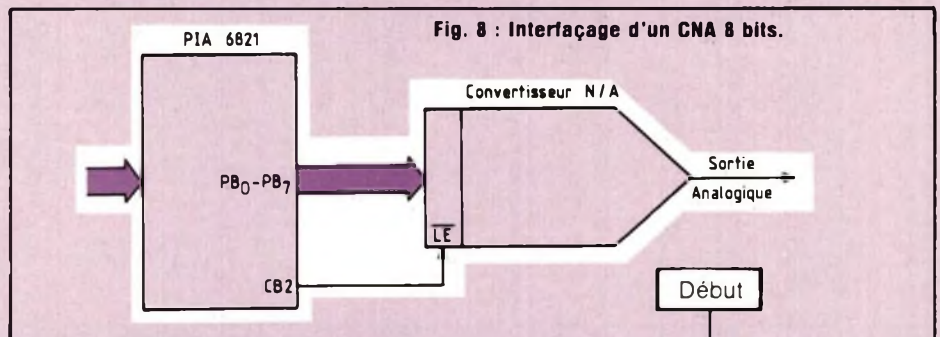 Fig. 8 : Interfaçage d'un CNA 8 bits.
PIA 6821
Convertisseur N/A
PB0-PB7
Sortie
Analogique
LE
CB2
Début